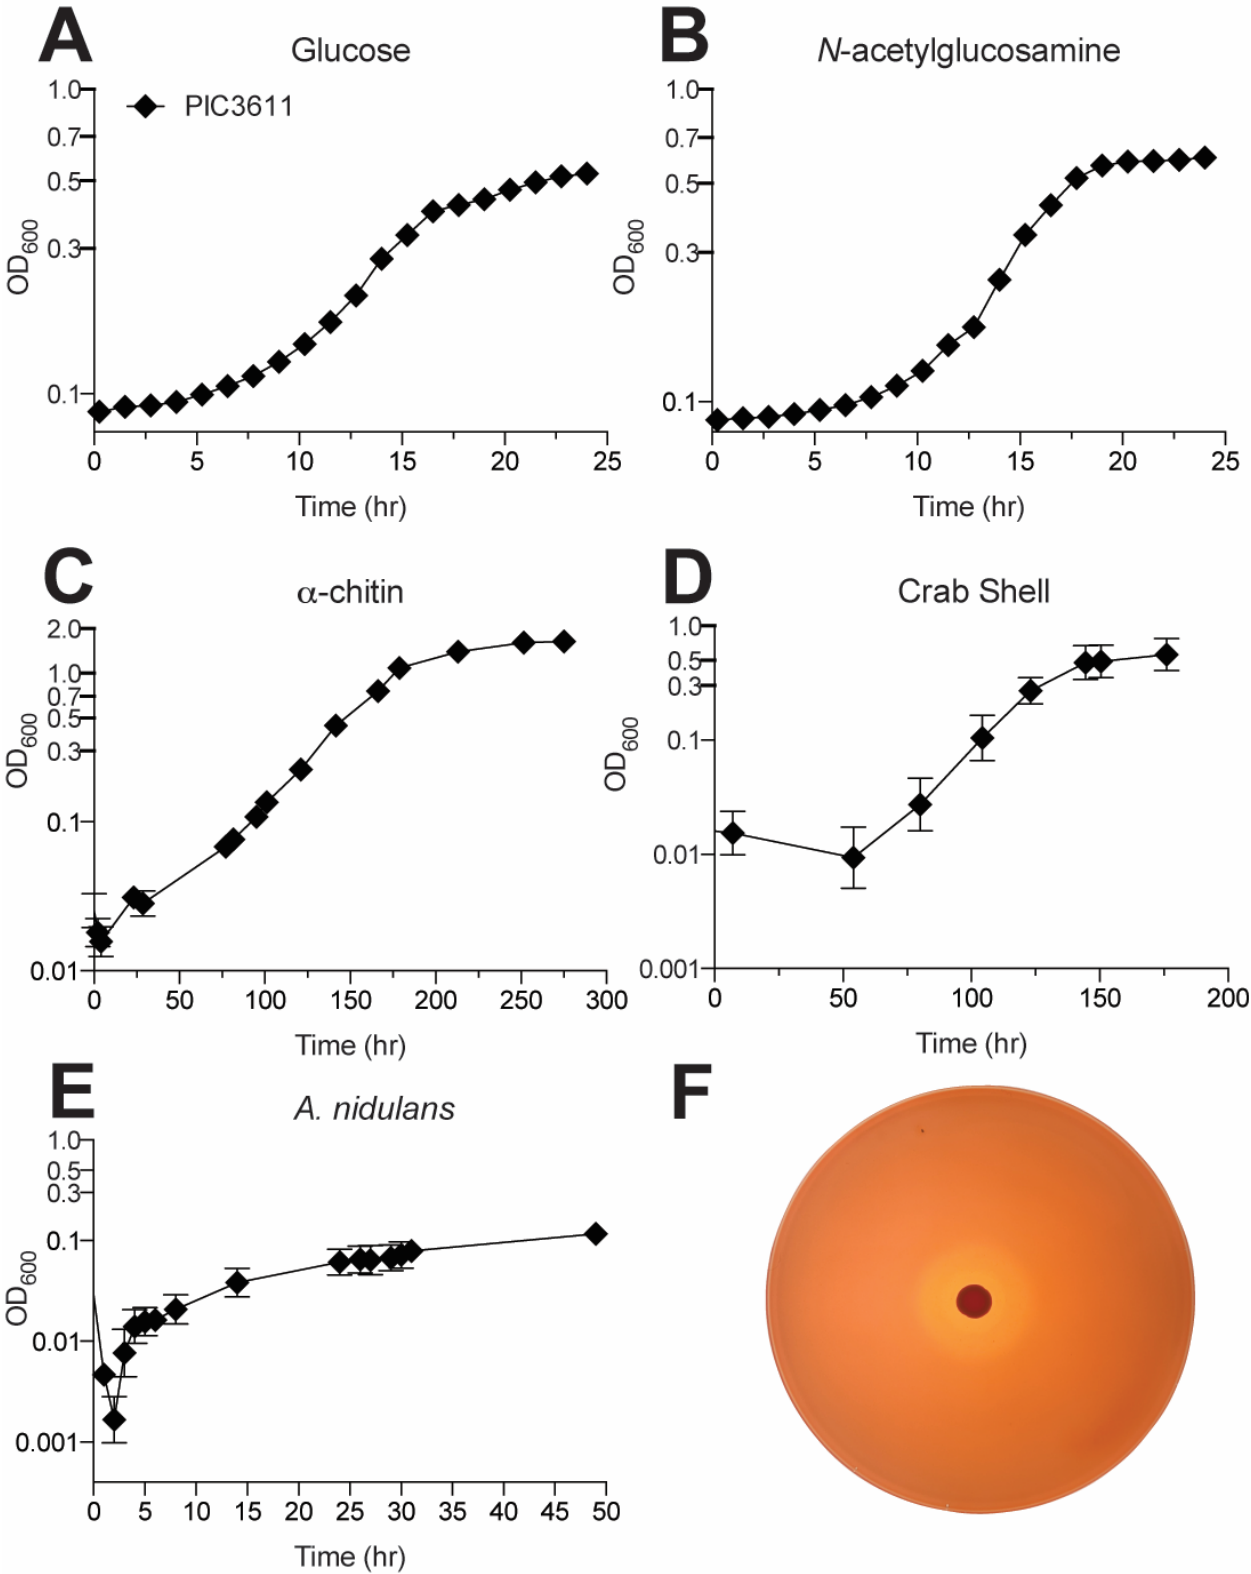 A
Glucose
PIC3611
1.0
0.7
0.5
0.3
0.1
OD600
0 5 10 15 20 25
Time (hr)
B
N-acetylglucosamine
1.0
0.7
0.5
0.3
0.1
OD600
0 5 10 15 20 25
Time (hr)
C
α-chitin
2.0
1.0
0.7
0.5
0.3
0.1
0.01
OD600
0 50 100 150 200 250 300
Time (hr)
D
Crab Shell
1.0
0.5
0.3
0.1
0.01
0.001
OD600
0 50 100 150 200
Time (hr)
E
A. nidulans
1.0
0.5
0.3
0.1
0.01
0.001
OD600
0 5 10 15 20 25 30 35 40 45 50
Time (hr)
F